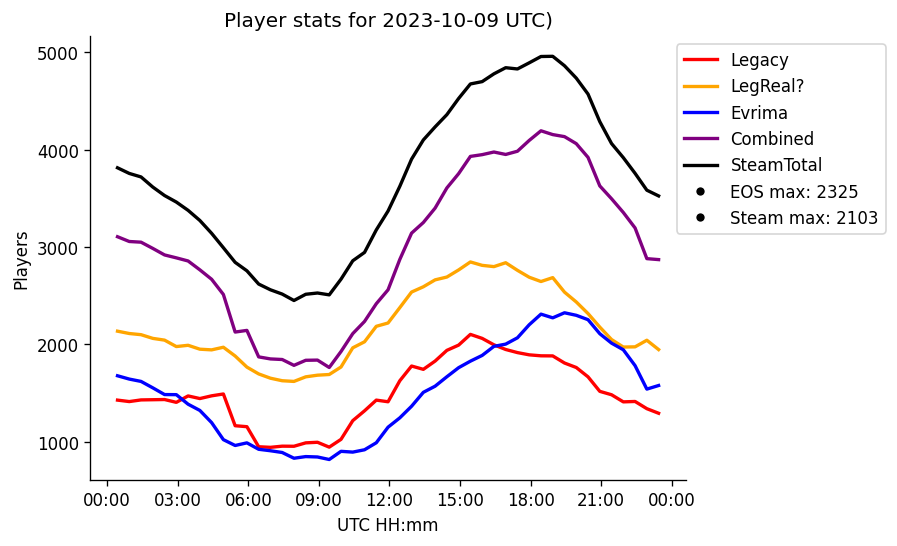 Player stats for 2023-10-09 UTC)
5000
4000
3000
2000
1000
Players
00:00 03:00 06:00 09:00 12:00 15:00 18:00 21:00 00:00
UTC HH:mm
Legacy
LegReal?
Evrima
Combined
SteamTotal
EOS max: 2325
Steam max: 2103